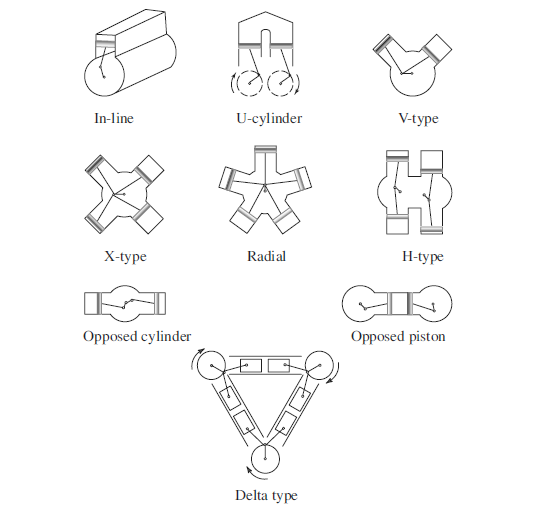 In-line
U-cylinder
V-type
X-type
Radial
H-type
Opposed cylinder
Opposed piston
Delta type